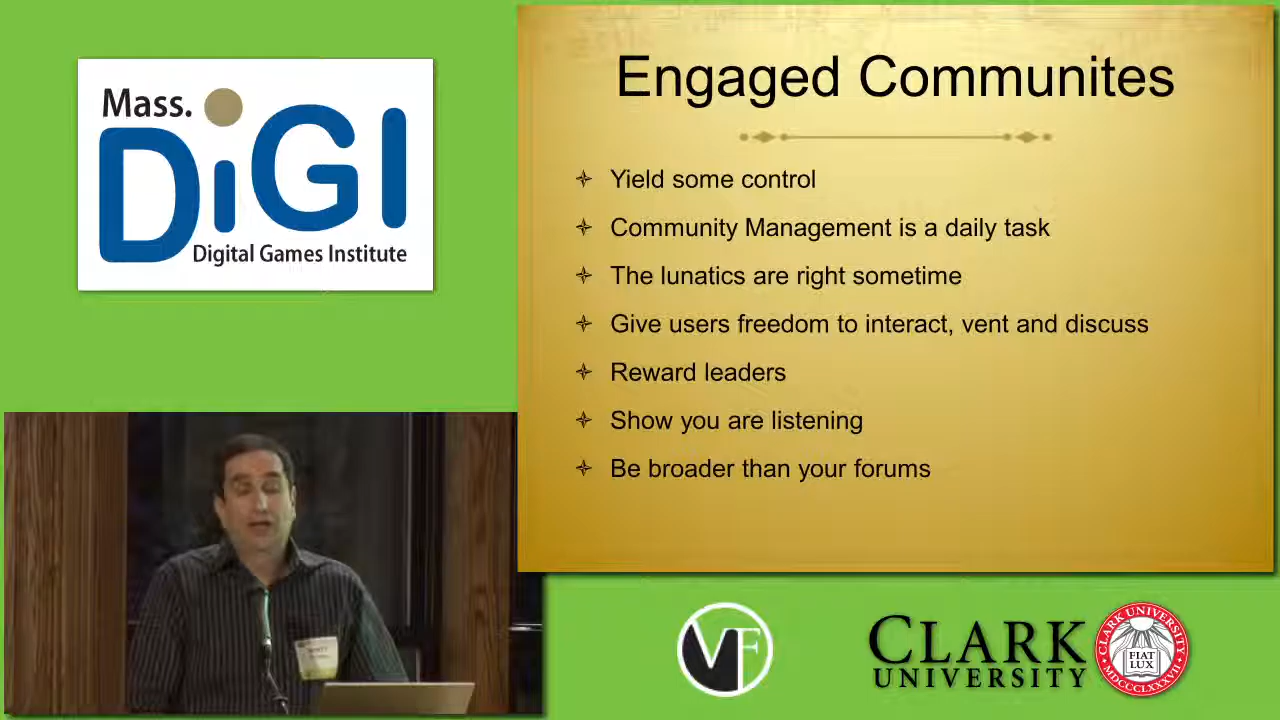 Mass.
DiGI
Digital Games Institute
Engaged Communites
Yield some control
Community Management is a daily task
The lunatics are right sometime
Give users freedom to interact, vent and discuss
Reward leaders
Show you are listening
Be broader than your forums
VF
CLARK
UNIVERSITY
CLARK UNIVERSITY
FIAT
LUX
MDCCCLXXXVII